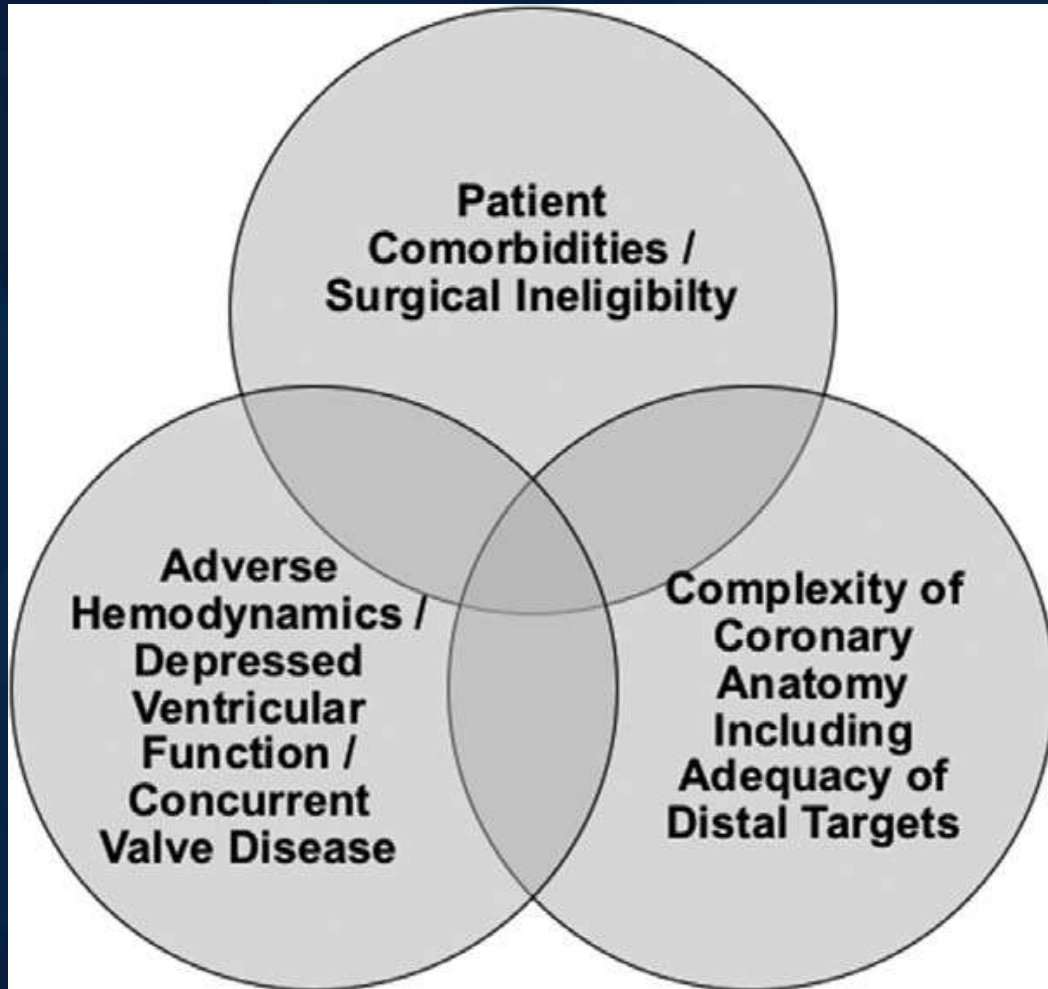 Patient
Comorbidities /
Surgical Ineligibilty
Adverse
Hemodynamics /
Depressed
Ventricular
Function /
Concurrent
Valve Disease
Complexity of
Coronary
Anatomy
Including
Adequacy of
Distal Targets